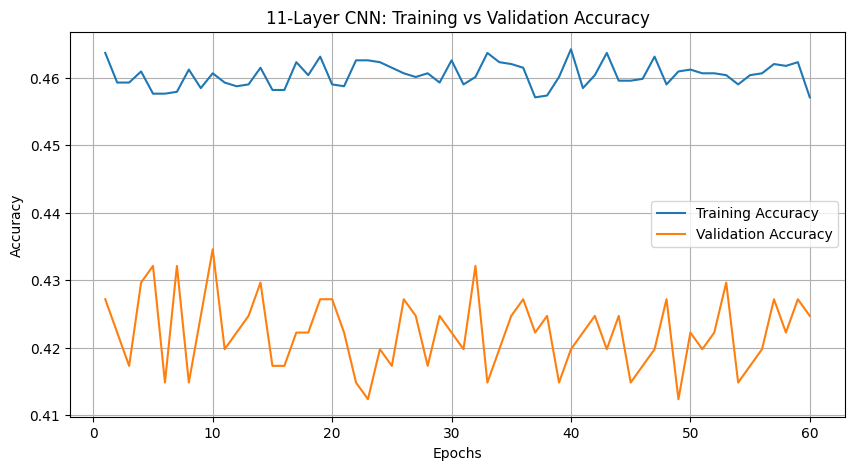 11-Layer CNN: Training vs Validation Accuracy
Accuracy
0.46
0.45
0.44
0.43
0.42
0.41
Training Accuracy
Validation Accuracy
0 10 20 30 40 50 60
Epochs